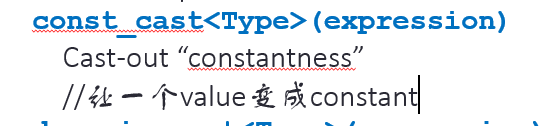 const_cast<Type>(expression)
Cast-out “constantness”
//让一个value变成constant